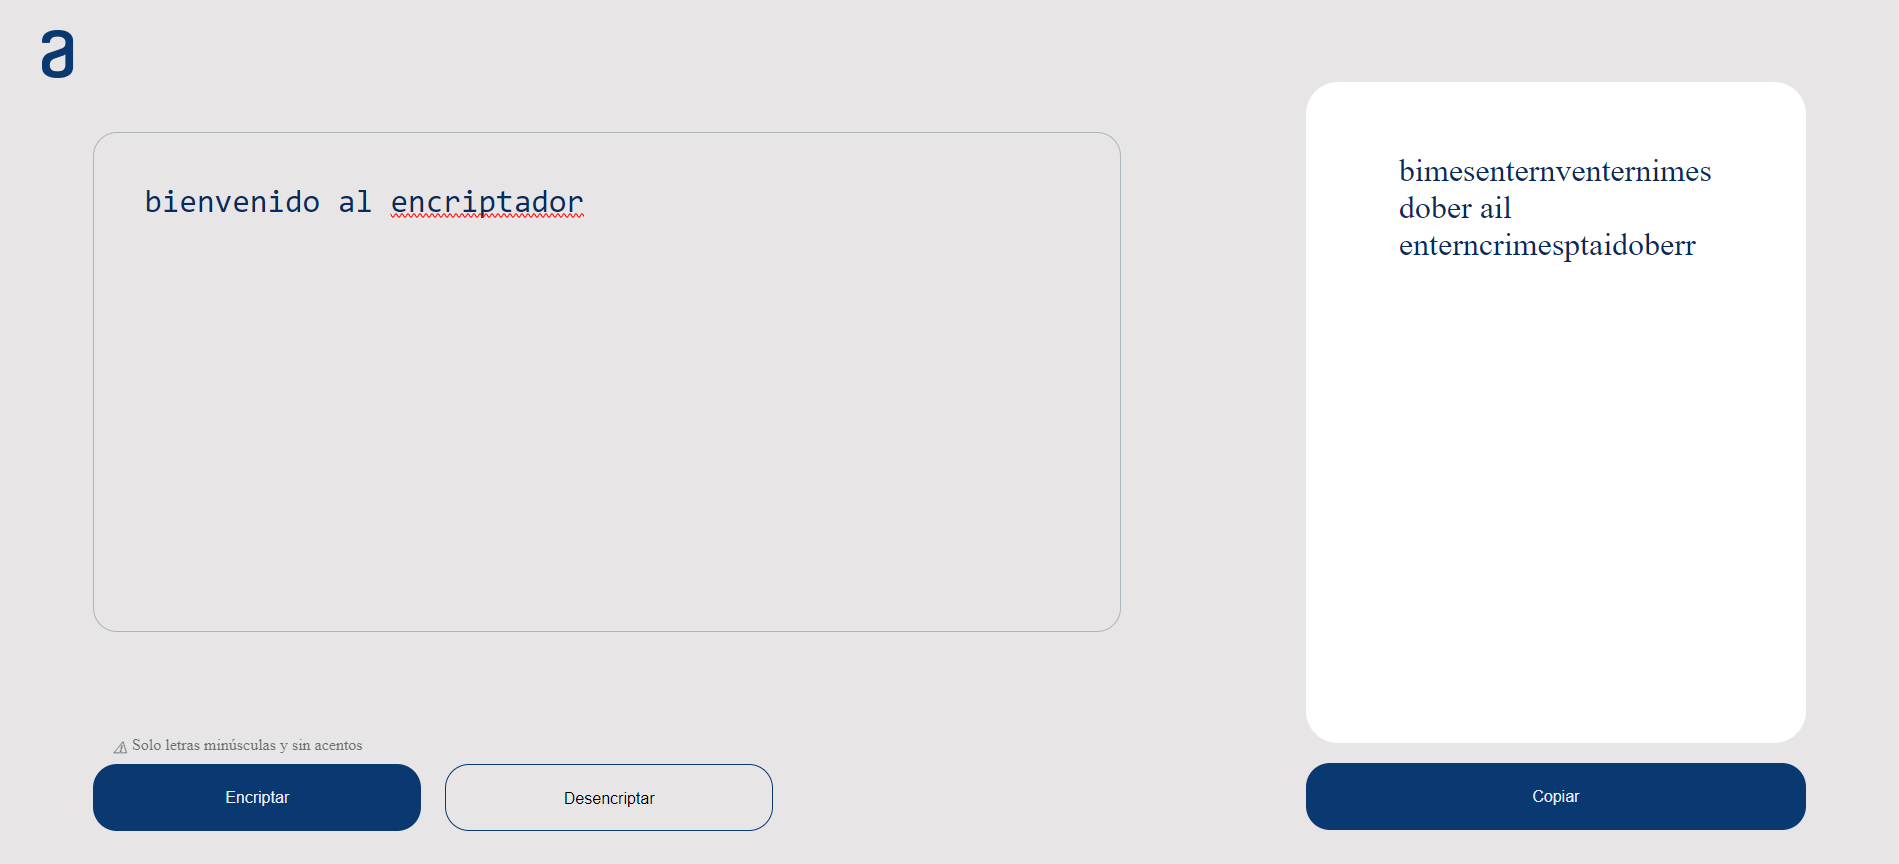 a
bienvenido al encriptador
bimesenternventernimes
dober ail
enterncrimesptaidoberr
Solo letras minúsculas y sin acentos
Encriptar
Desencriptar
Copiar